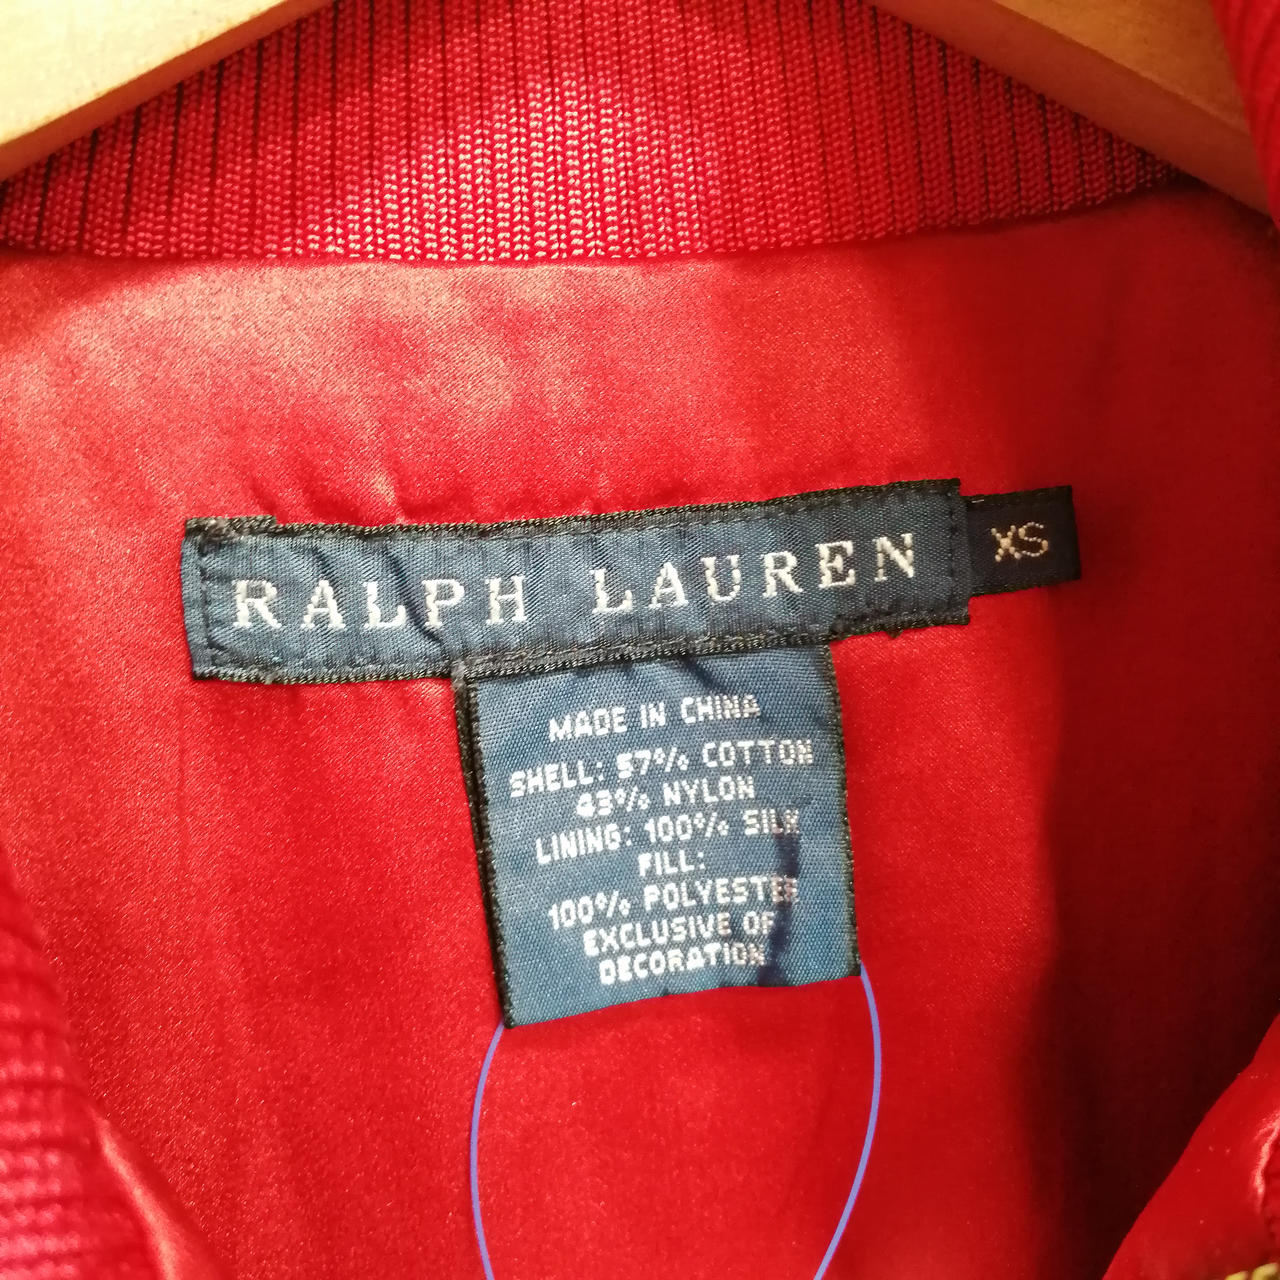 RALPH LAUREN
XS
MADE IN CHINA
SHELL: 57% COTTON
43% NYLON
LINING: 100% SILK
FILL:
100% POLYESTER
EXCLUSIVE OF
DECORATION